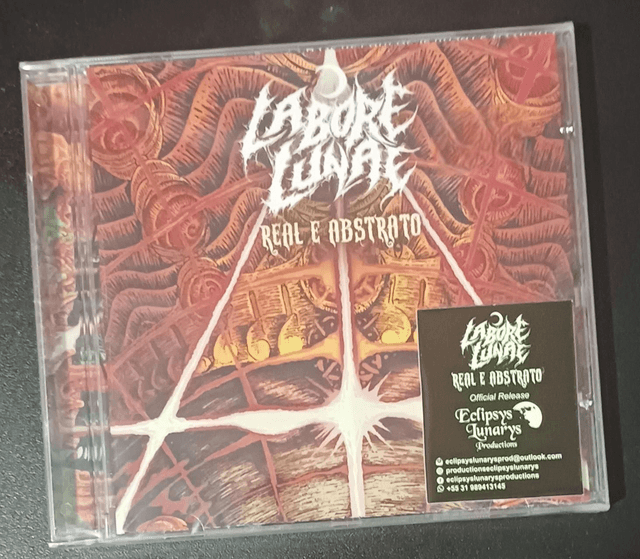 LABORE
LUNAE
REAL E ABSTRATO
LABORE
LUNAE
REAL E ABSTRATO
Official Release
Eclipsys
Lunarys
Productions
eclipsyslunarysprod@outlook.com
productionseclipsyslunarys
eclipsyslunarysproductions
+55 31 989413145